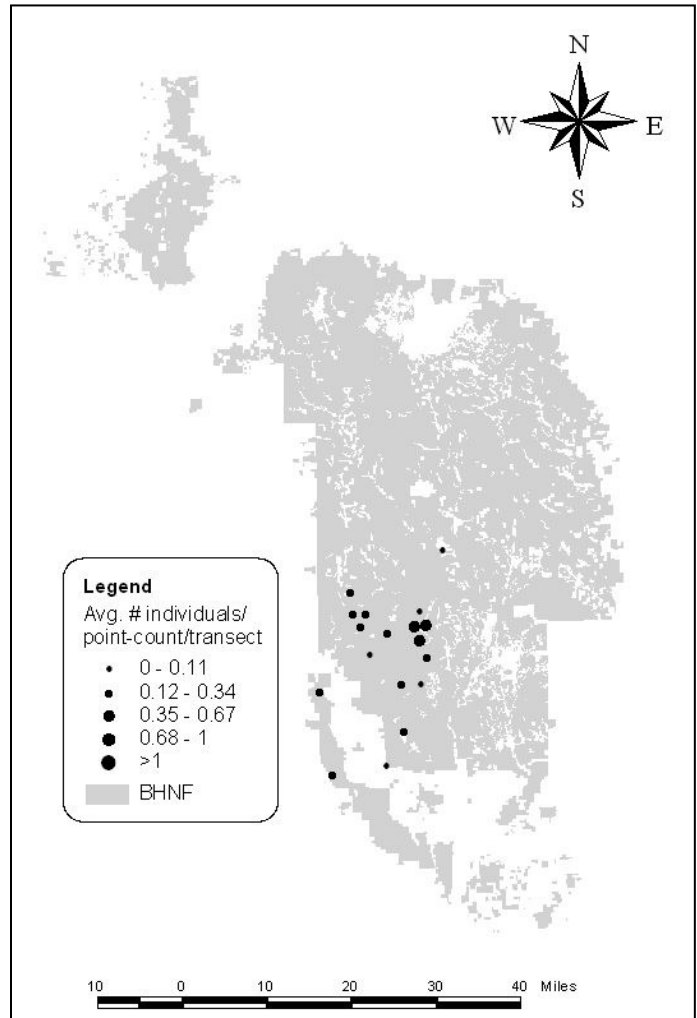 N
W E
S
Legend
Avg. # individuals/
point-count/transect
0 - 0.11
0.12 - 0.34
0.35 - 0.67
0.68 - 1
>1
BHNF
10 0 10 20 30 40 Miles